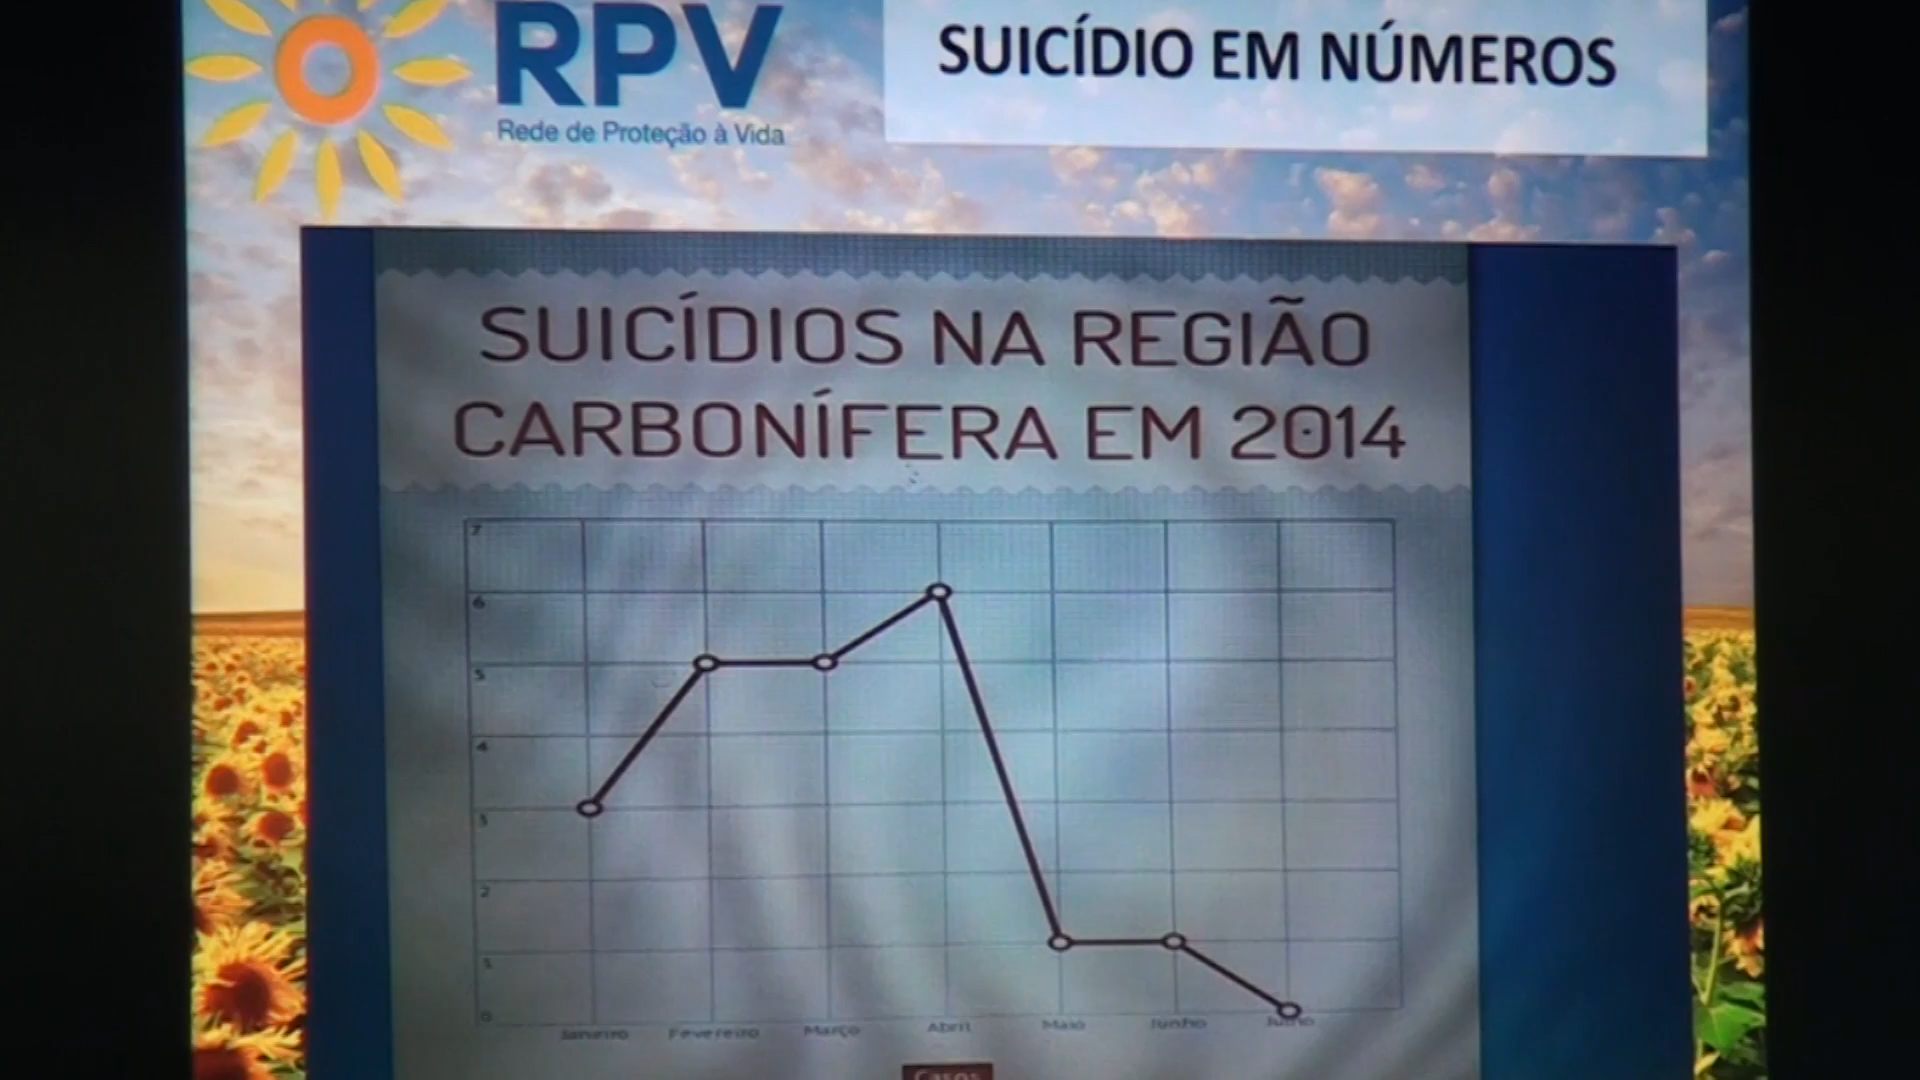 RPV
Rede de Proteção à Vida
SUICÍDIO EM NÚMEROS
SUICÍDIOS NA REGIÃO
CARBONÍFERA EM 2014
7
6
5
4
3
2
1
0
Janeiro Fevereiro Março Abril Maio Junho Julho
Casos